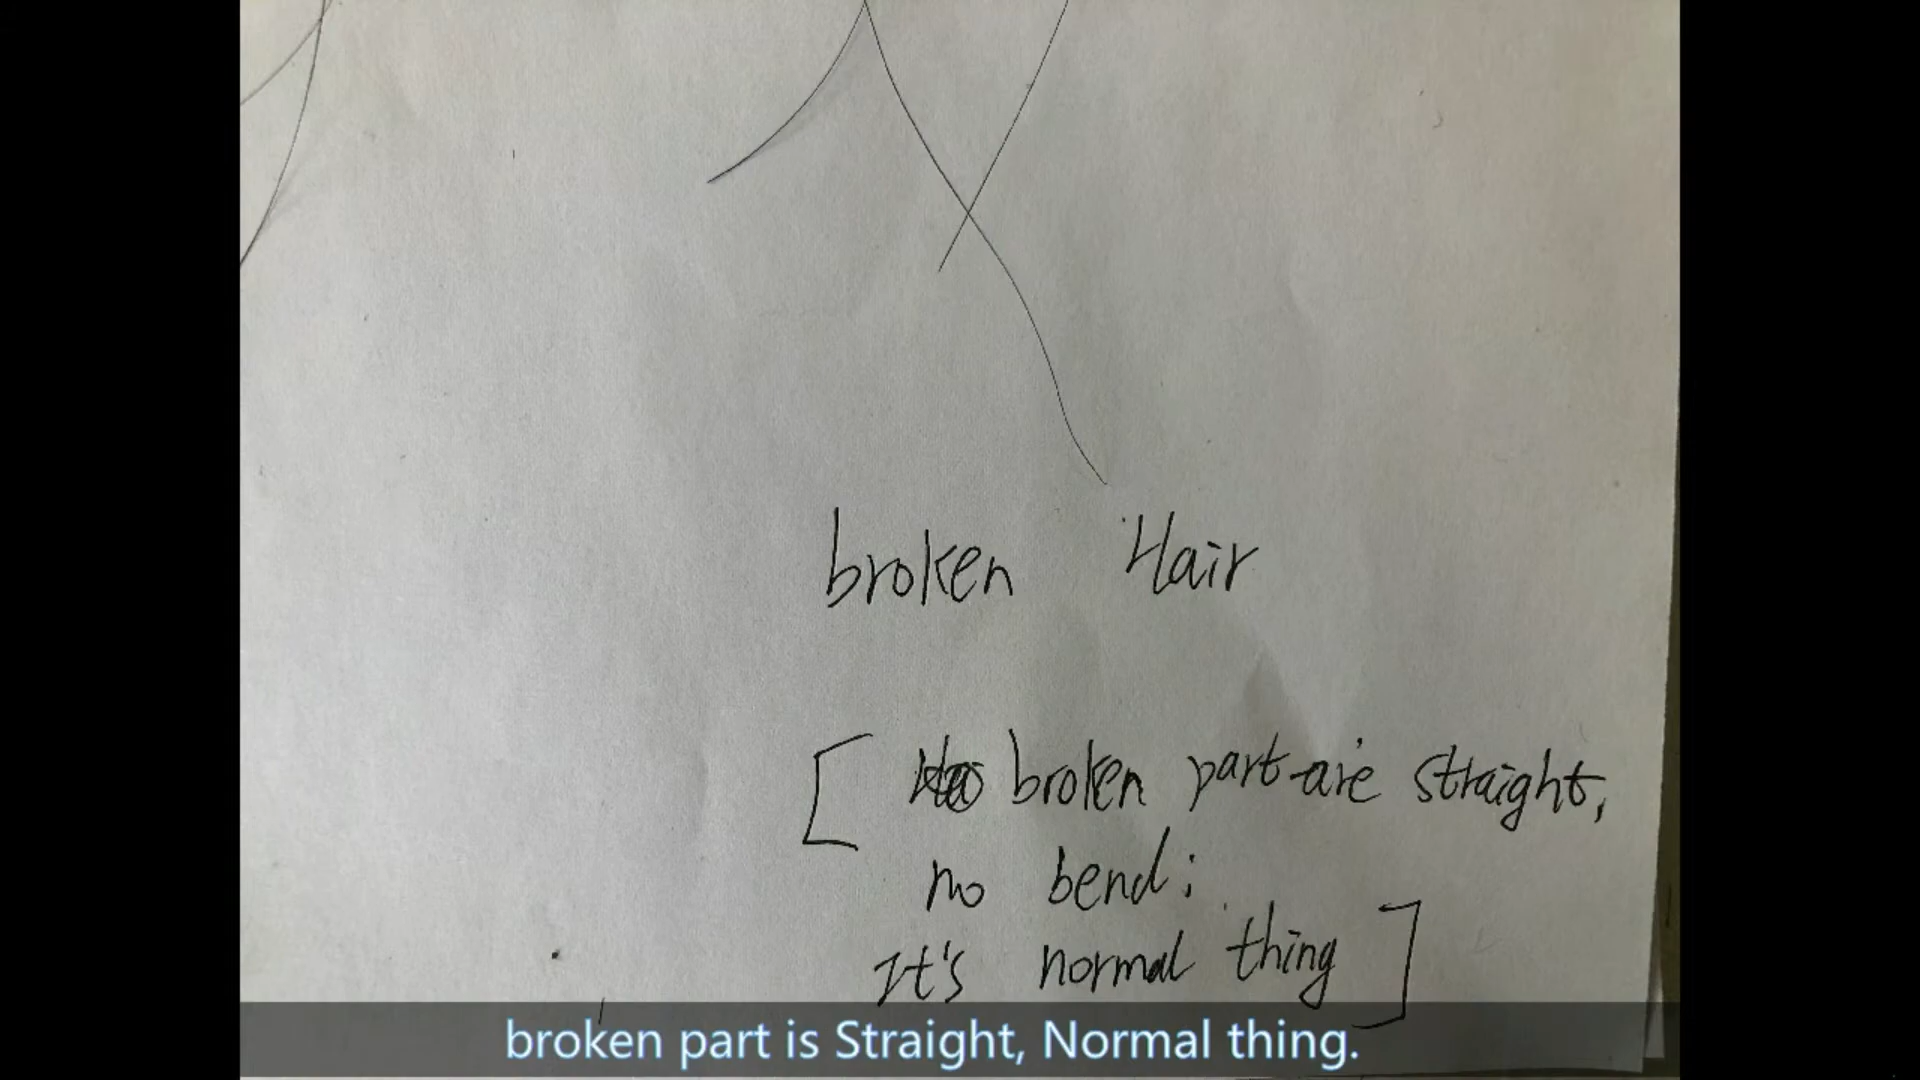 broken Hair
[ broken part are straight,
no bend;
It's normal thing ]
broken part is Straight, Normal thing.